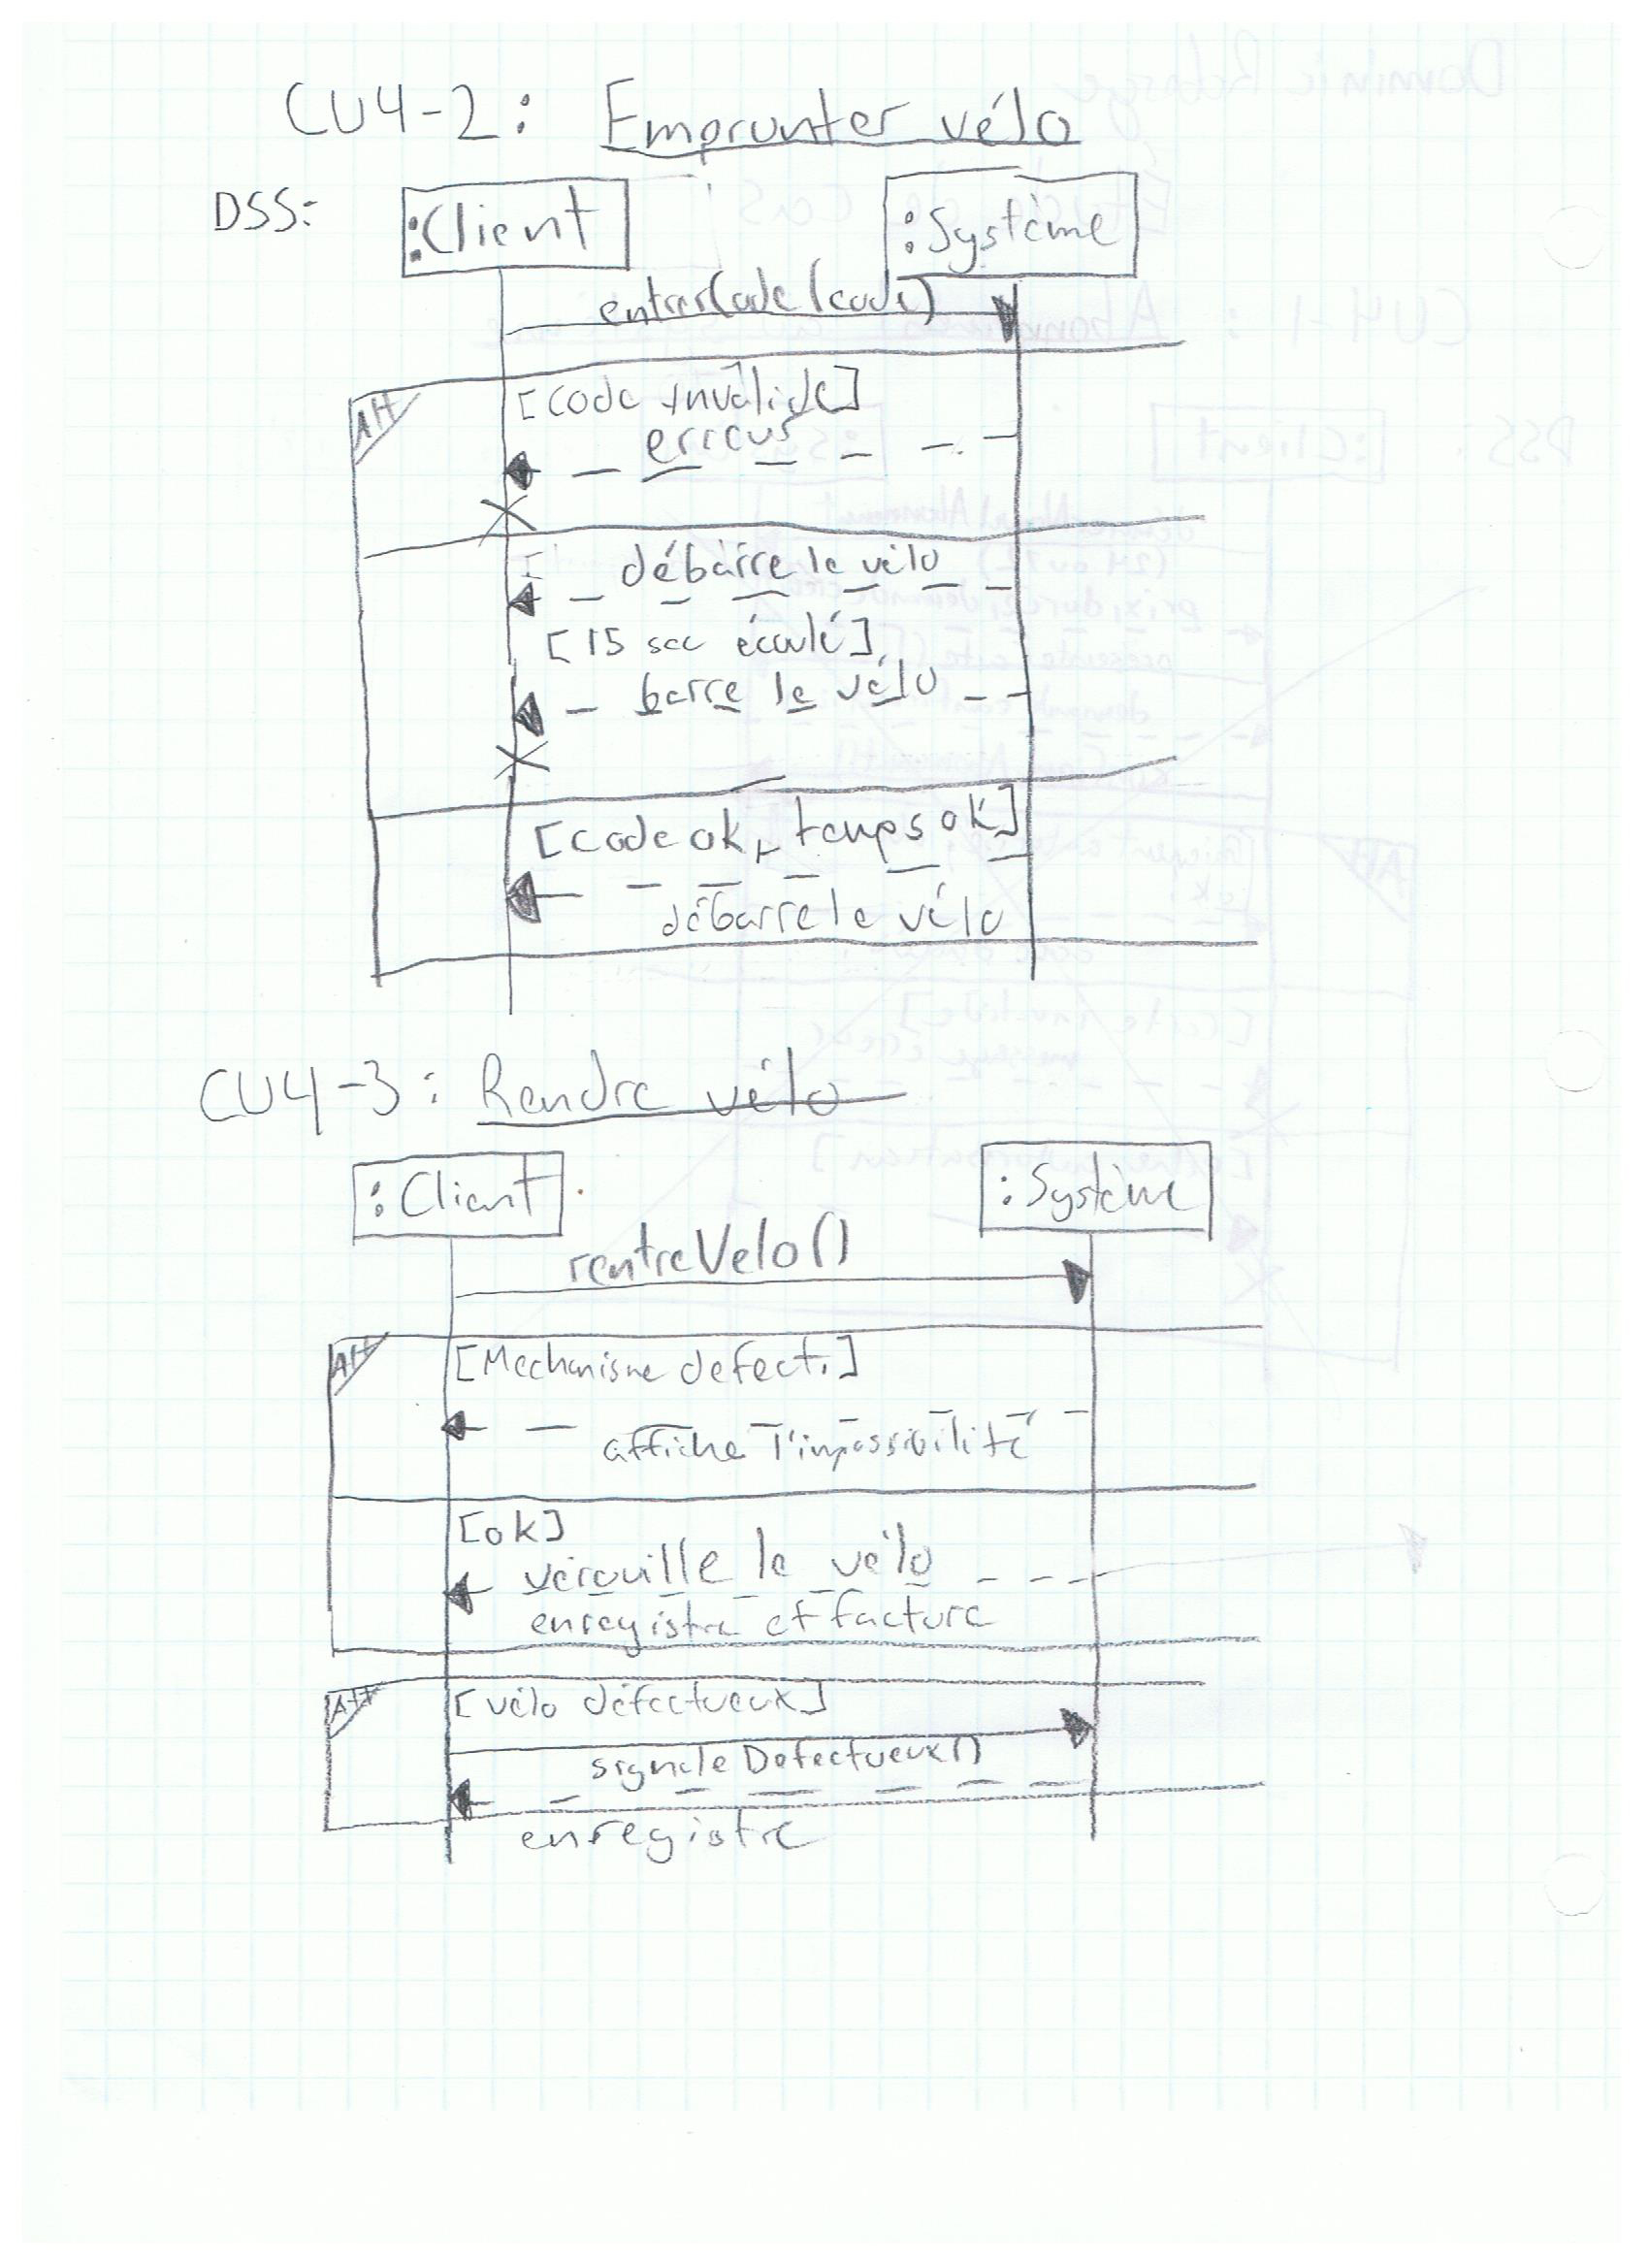 CU4-2: Emprunter vélo
DSS:
:Client
:Système
entrerCode(code)
Alt
[code invalide]
erreur
débarre le vélo
[15 sec écoulé]
barre le vélo
[code ok, temps ok]
débarre le vélo
CU4-3: Rendre vélo
:Client
:Système
rentreVelo()
Alt
[Mechanisme defect.]
affiche l'impossibilité
[ok]
verouille le vélo
enregistre et facture
Alt
[vélo défectueux]
signaleDefectueux()
enregistre